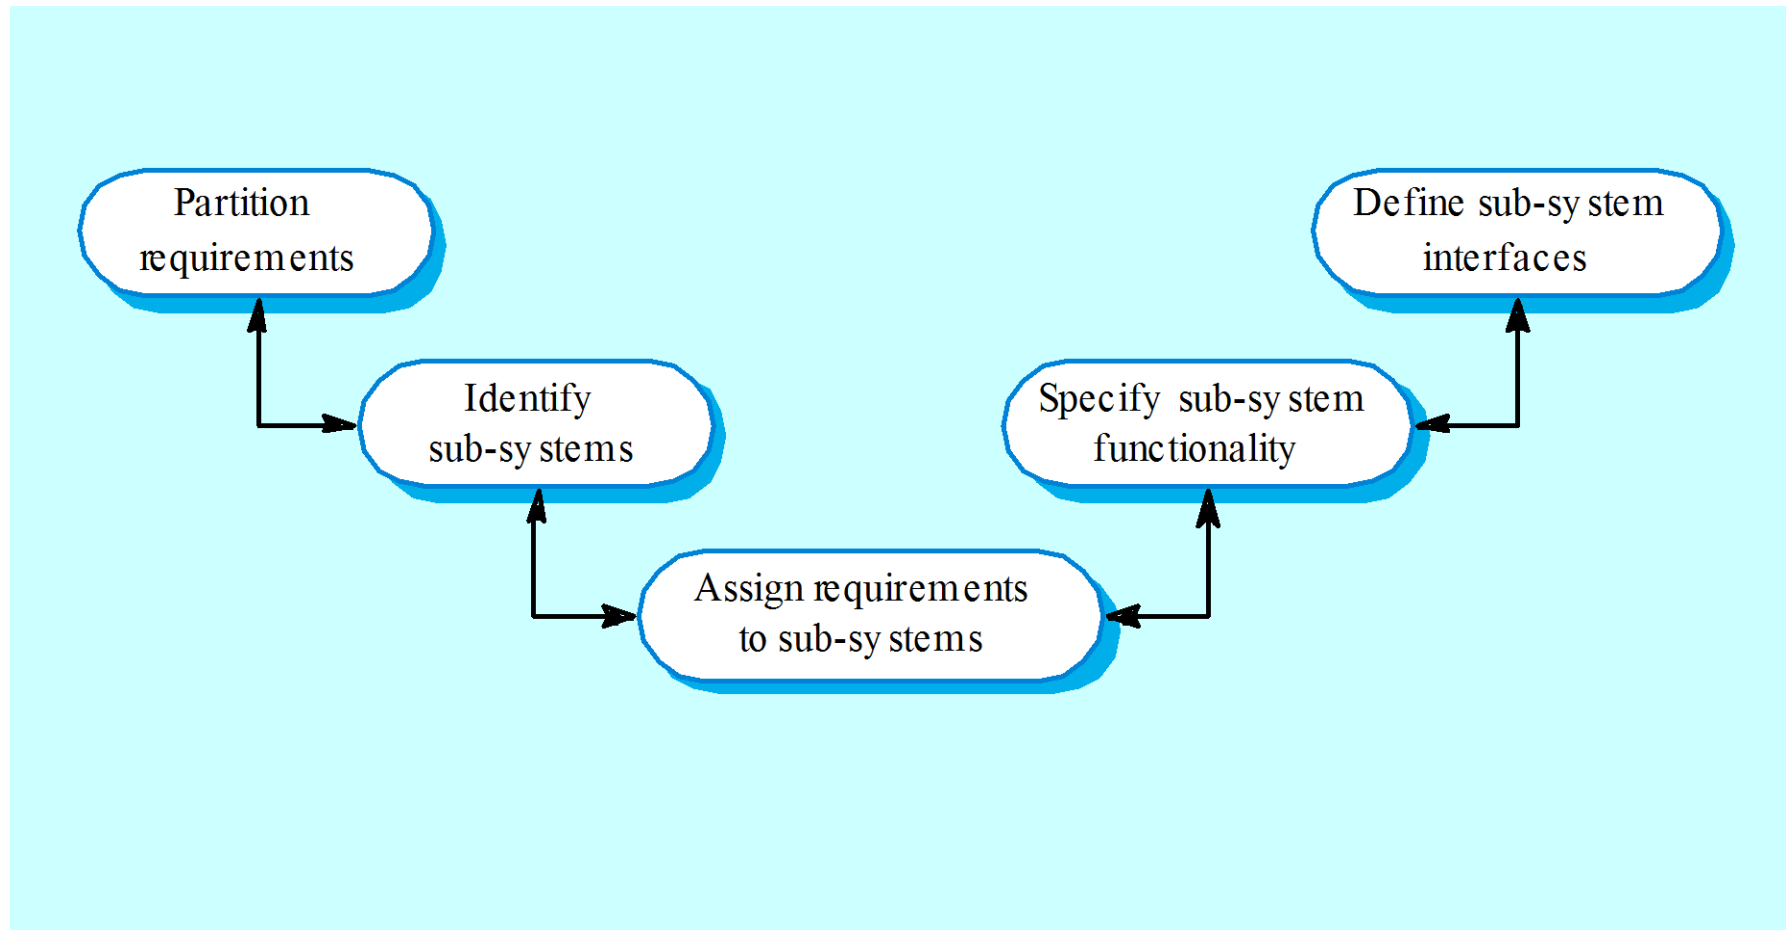 Partition
requirements
Identify
sub-systems
Assign requirements
to sub-systems
Specify sub-system
functionality
Define sub-system
interfaces